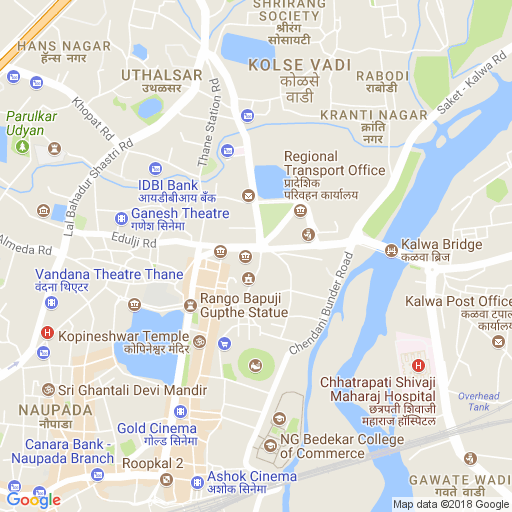 SHRIRANG
SOCIETY
श्रीरंग
सोसायटी
HANS NAGAR
हॅन्स नगर
KOLSE VADI
कोळसे
वाडी
UTHALSAR
उथळसर
RABODI
राबोडी
Saket - Kalwa Rd
Khopat Rd
Thane Station Rd
KRANTI NAGAR
क्रांति
नगर
Parulkar
Udyan
Lal Bahadur Shastri Rd
Regional
Transport Office
प्रादेशिक
परिवहन कार्यालय
IDBI Bank
आयडीबीआय बँक
Ganesh Theatre
गणेश सिनेमा
Almeda Rd
Edulji Rd
Kalwa Bridge
कळवा ब्रिज
Vandana Theatre Thane
वंदना थिएटर
Chendani Bunder Road
Rango Bapuji
Gupthe Statue
Kalwa Post Office
कळवा टपाल
कार्यालय
Kopineshwar Temple
कोपिनेश्वर मंदिर
Chhatrapati Shivaji
Maharaj Hospital
छत्रपती शिवाजी
महाराज हॉस्पिटल
Sri Ghantali Devi Mandir
Overhead
Tank
NAUPADA
नौपाडा
Gold Cinema
गोल्ड सिनेमा
Canara Bank -
Naupada Branch
NG Bedekar College
of Commerce
Roopkal 2
Ashok Cinema
अशोक सिनेमा
GAWATE WADI
गवते वाडी
Google
Map data ©2018 Google